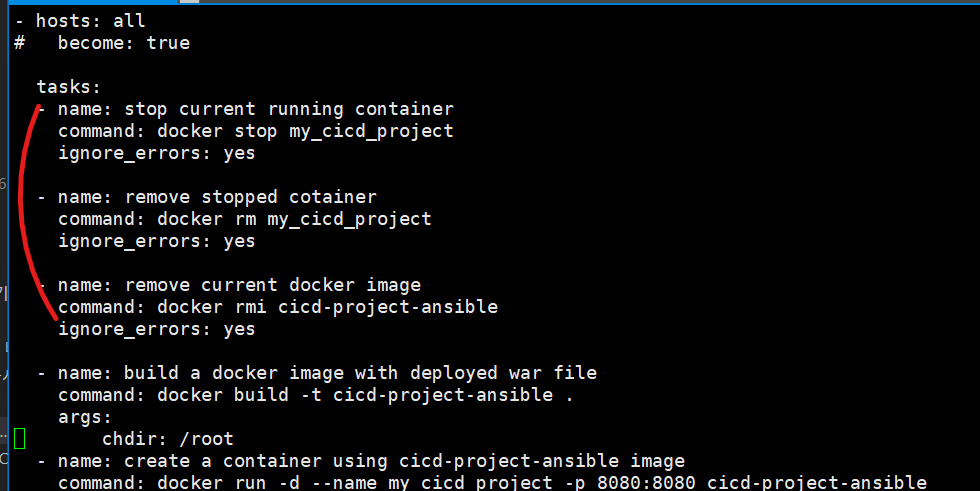 - hosts: all
#   become: true
  tasks:
  - name: stop current running container
    command: docker stop my_cicd_project
    ignore_errors: yes
  - name: remove stopped cotainer
    command: docker rm my_cicd_project
    ignore_errors: yes
  - name: remove current docker image
    command: docker rmi cicd-project-ansible
    ignore_errors: yes
  - name: build a docker image with deployed war file
    command: docker build -t cicd-project-ansible .
    args:
        chdir: /root
  - name: create a container using cicd-project-ansible image
    command: docker run -d --name my_cicd_project -p 8080:8080 cicd-project-ansible